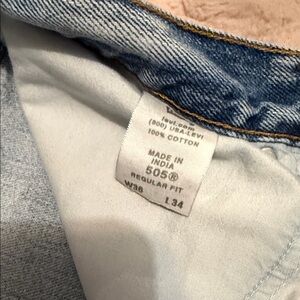 levi.com
(800) USA-LEVI
100% COTTON
MADE IN
INDIA
505®
REGULAR FIT
W36 L34